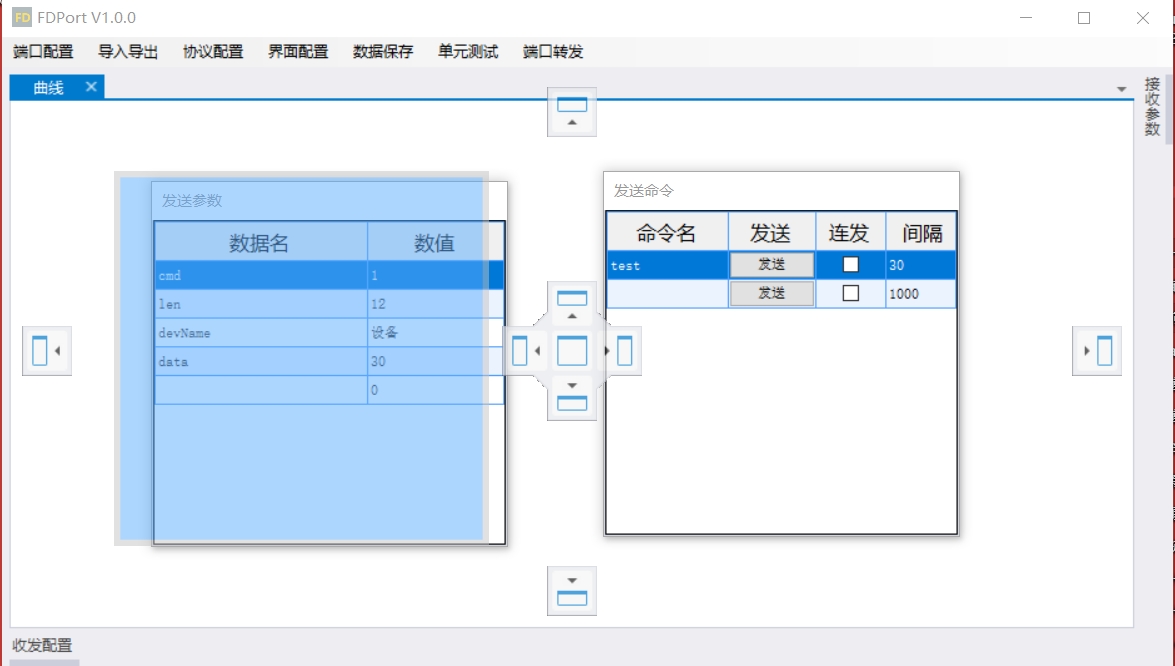 FD FDPort V1.0.0
端口配置 导入导出 协议配置 界面配置 数据保存 单元测试 端口转发
曲线
接收参数
发送参数
数据名 数值
cmd 1
len 12
devName 设备
data 30
0
发送命令
命令名 发送 连发 间隔
test 发送 30
发送 1000
收发配置